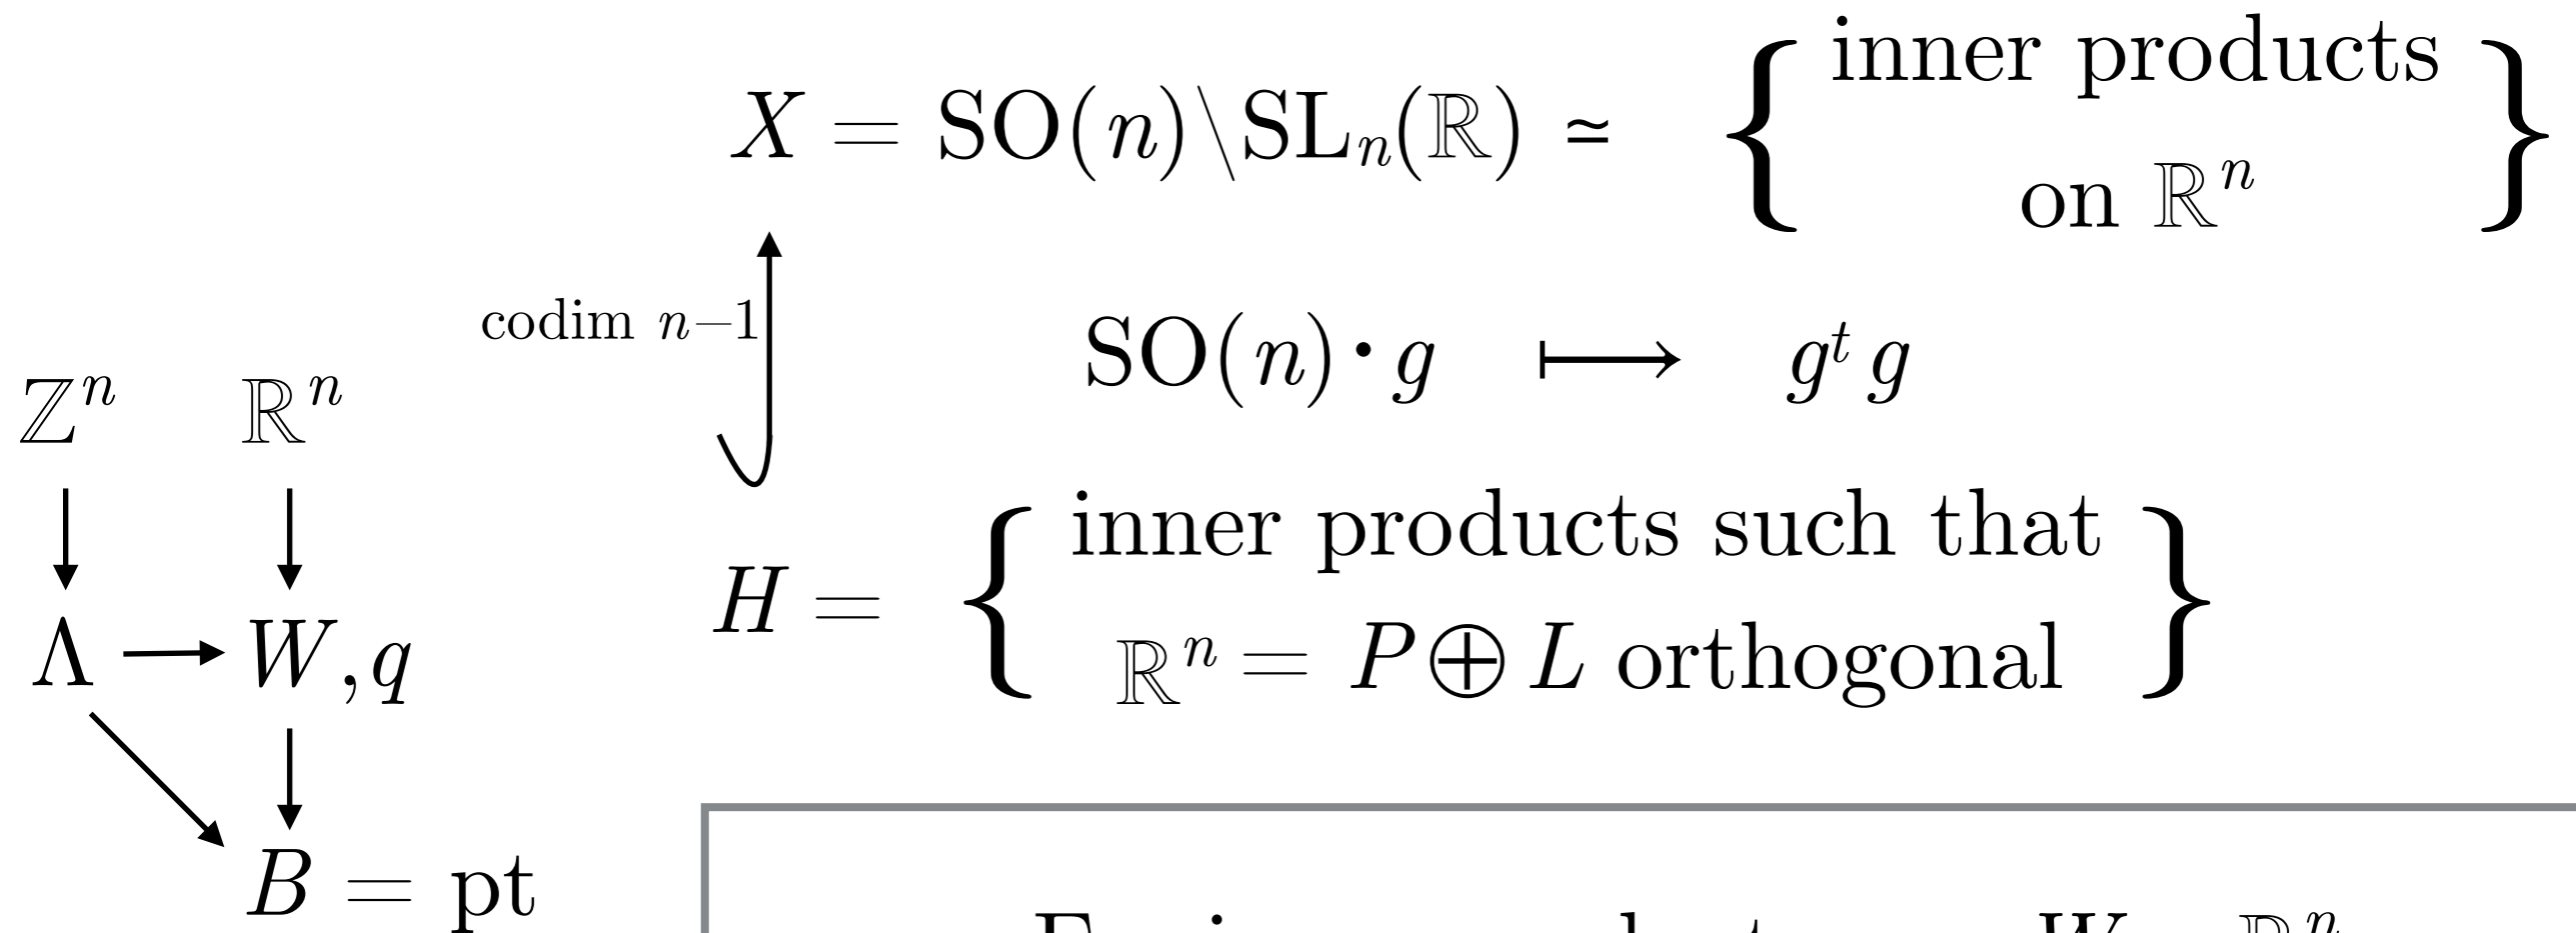 X = SO(n)\SL_n(ℝ) ≃ { inner products
on ℝ^n }
codim n−1
SO(n)·g ⟼ g^t g
ℤ^n ℝ^n
H = { inner products such that
ℝ^n = P⊕L orthogonal }
Λ → W,q
B = pt